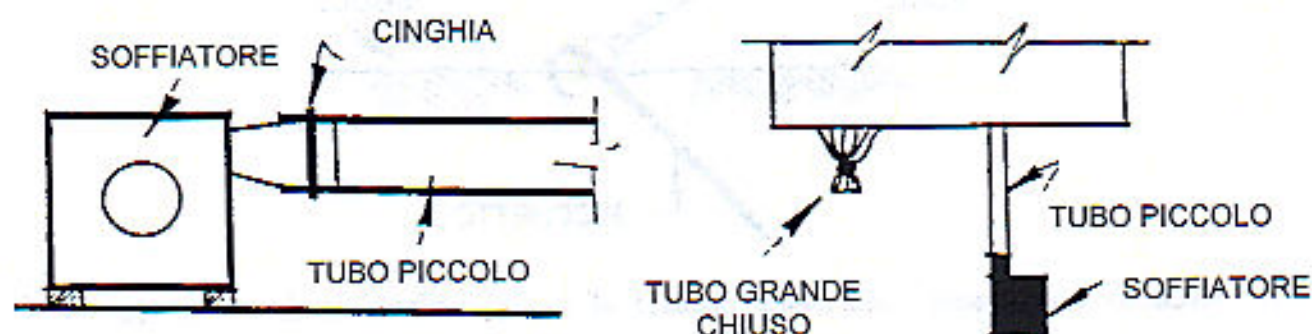 CINGHIA
SOFFIATORE
TUBO PICCOLO
TUBO PICCOLO
TUBO GRANDE
CHIUSO
SOFFIATORE